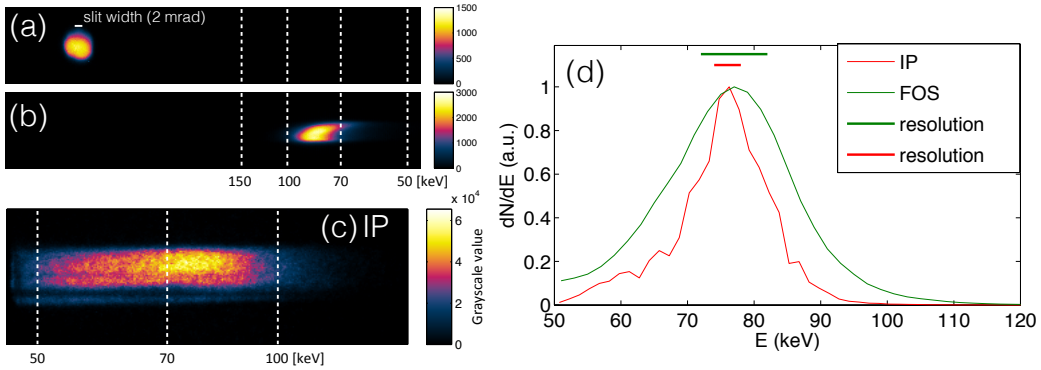 (a)
slit width (2 mrad)
1500
1000
500
0
(b)
3000
2000
1000
0
150 100 70 50 [keV]
(c) IP
x 10⁴
6
4
2
0
Grayscale value
50 70 100 [keV]
(d)
IP
FOS
resolution
resolution
1
0.8
0.6
0.4
0.2
0
dN/dE (a.u.)
50 60 70 80 90 100 110 120
E (keV)